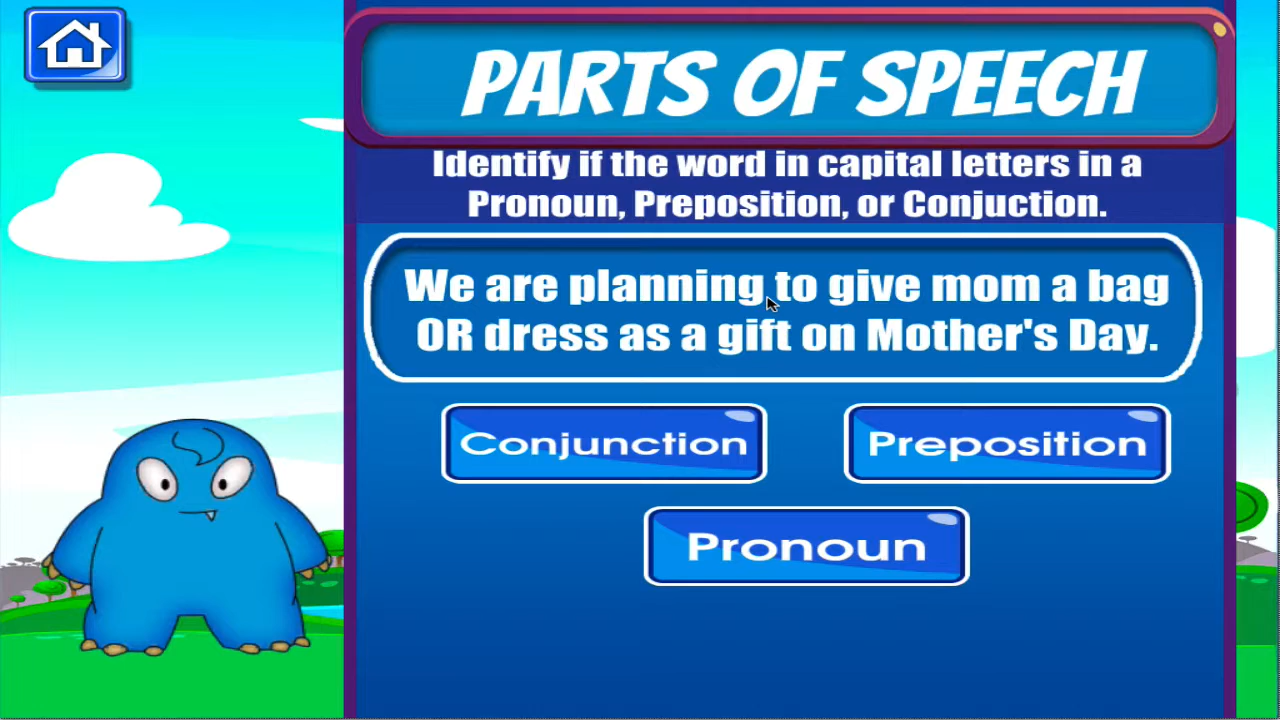 PARTS OF SPEECH
Identify if the word in capital letters in a
Pronoun, Preposition, or Conjuction.
We are planning to give mom a bag
OR dress as a gift on Mother's Day.
Conjunction
Preposition
Pronoun